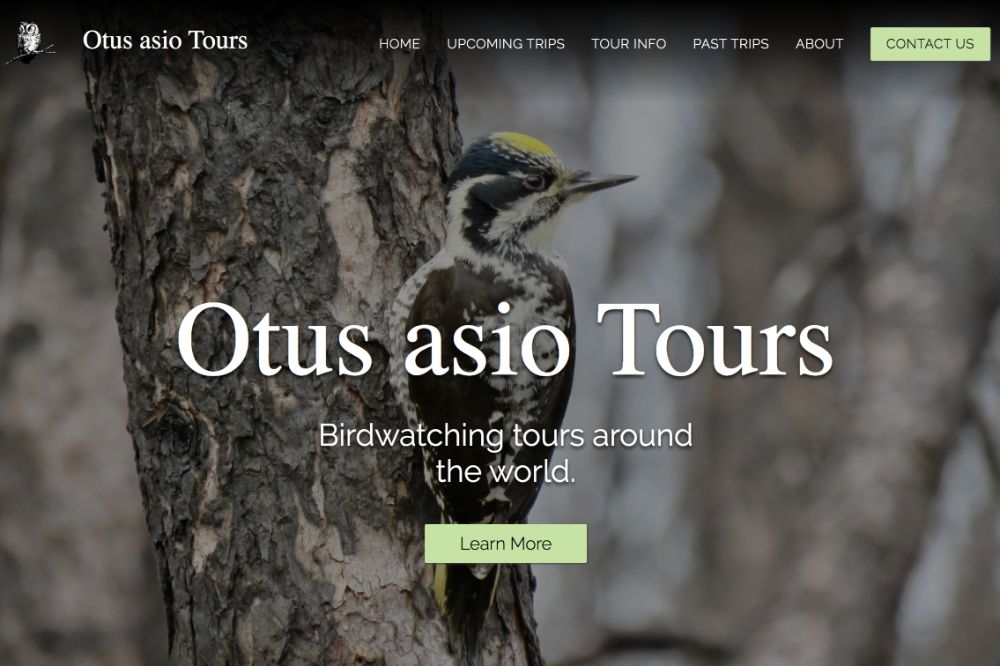 Otus asio Tours
HOME UPCOMING TRIPS TOUR INFO PAST TRIPS ABOUT CONTACT US
Otus asio Tours
Birdwatching tours around
the world.
Learn More